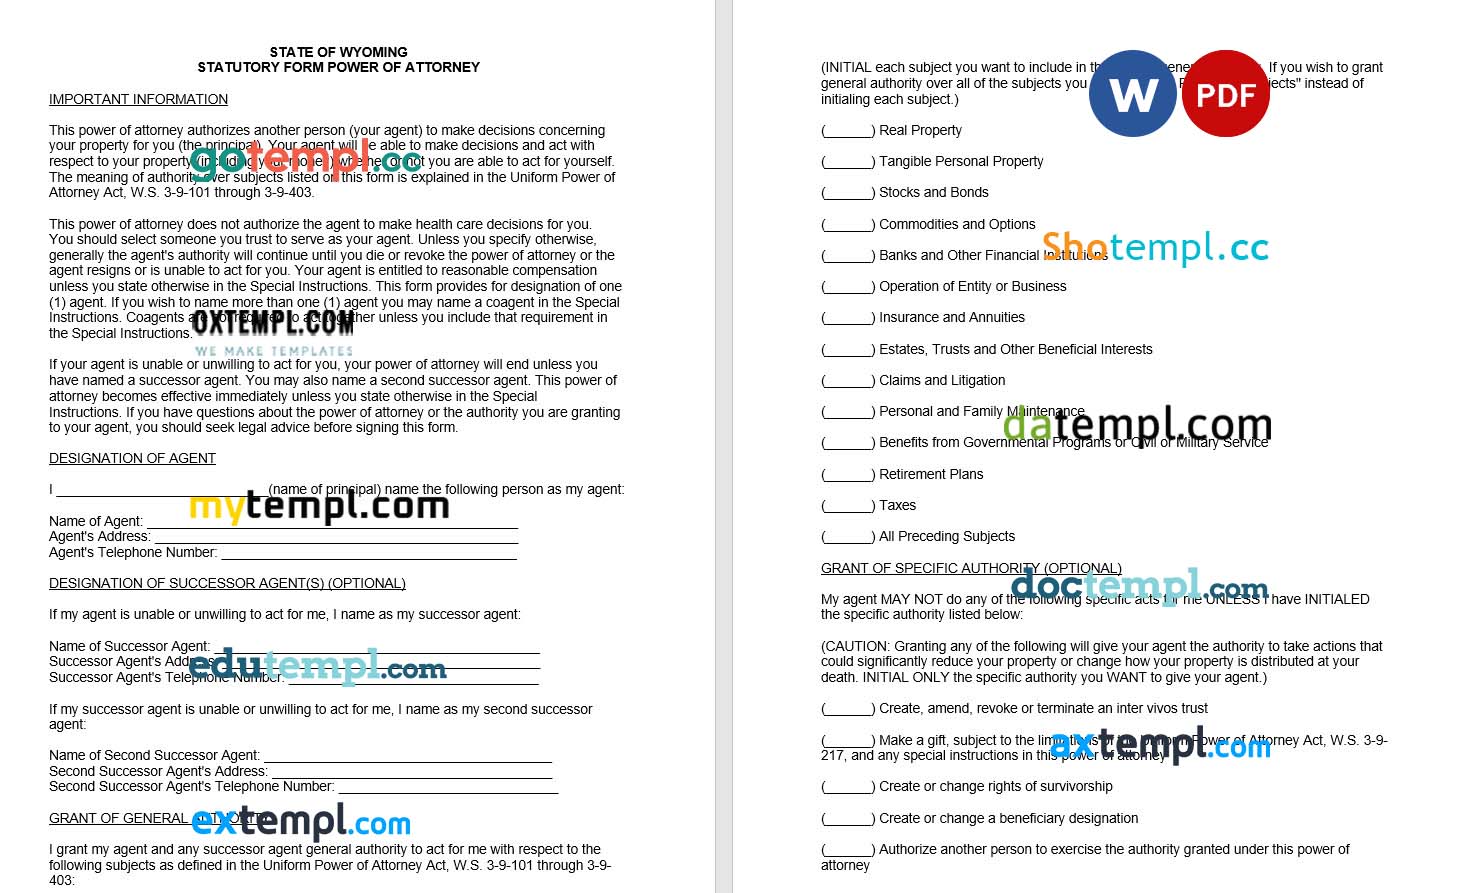 STATE OF WYOMING
STATUTORY FORM POWER OF ATTORNEY
IMPORTANT INFORMATION
This power of attorney authorizes another person (your agent) to make decisions concerning
your property for you (the principal). Your agent will be able to make decisions and act with
respect to your property (including your money) whether or not you are able to act for yourself.
The meaning of authority over subjects listed on this form is explained in the Uniform Power of
Attorney Act, W.S. 3-9-101 through 3-9-403.
gotempl.cc
This power of attorney does not authorize the agent to make health care decisions for you.
You should select someone you trust to serve as your agent. Unless you specify otherwise,
generally the agent's authority will continue until you die or revoke the power of attorney or the
agent resigns or is unable to act for you. Your agent is entitled to reasonable compensation
unless you state otherwise in the Special Instructions. This form provides for designation of one
(1) agent. If you wish to name more than one (1) agent you may name a coagent in the Special
Instructions. Coagents are not required to act together unless you include that requirement in
the Special Instructions.
OXTEMPL.COM
WE MAKE TEMPLATES
If your agent is unable or unwilling to act for you, your power of attorney will end unless you
have named a successor agent. You may also name a second successor agent. This power of
attorney becomes effective immediately unless you state otherwise in the Special
Instructions. If you have questions about the power of attorney or the authority you are granting
to your agent, you should seek legal advice before signing this form.
DESIGNATION OF AGENT
I ___________________________(name of principal) name the following person as my agent:
mytempl.com
Name of Agent: _______________________________________________
Agent's Address: ______________________________________________
Agent's Telephone Number: _____________________________________
DESIGNATION OF SUCCESSOR AGENT(S) (OPTIONAL)
If my agent is unable or unwilling to act for me, I name as my successor agent:
Name of Successor Agent: _________________________________________
Successor Agent's Address: _______________________________________
Successor Agent's Telephone Number: _______________________________
edutempl.com
If my successor agent is unable or unwilling to act for me, I name as my second successor
agent:
Name of Second Successor Agent: ____________________________________
Second Successor Agent's Address: ___________________________________
Second Successor Agent's Telephone Number: ____________________________
GRANT OF GENERAL AUTHORITY
extempl.com
I grant my agent and any successor agent general authority to act for me with respect to the
following subjects as defined in the Uniform Power of Attorney Act, W.S. 3-9-101 through 3-9-
403:
W PDF
(INITIAL each subject you want to include in th If you wish to grant
general authority over all of the subjects you jects" instead of
initialing each subject.)
(______) Real Property
(______) Tangible Personal Property
(______) Stocks and Bonds
(______) Commodities and Options
Shotempl.cc
(______) Banks and Other Financial Institutions
(______) Operation of Entity or Business
(______) Insurance and Annuities
(______) Estates, Trusts and Other Beneficial Interests
(______) Claims and Litigation
(______) Personal and Family Maintenance
datempl.com
(______) Benefits from Governmental Programs or Civil or Military Service
(______) Retirement Plans
(______) Taxes
(______) All Preceding Subjects
GRANT OF SPECIFIC AUTHORITY (OPTIONAL)
doctempl.com
My agent MAY NOT do any of the following specific acts for me UNLESS I have INITIALED
the specific authority listed below:
(CAUTION: Granting any of the following will give your agent the authority to take actions that
could significantly reduce your property or change how your property is distributed at your
death. INITIAL ONLY the specific authority you WANT to give your agent.)
(______) Create, amend, revoke or terminate an inter vivos trust
(______) Make a gift, subject to the limitations of the Uniform Power of Attorney Act, W.S. 3-9-
217, and any special instructions in this power of attorney
axtempl.com
(______) Create or change rights of survivorship
(______) Create or change a beneficiary designation
(______) Authorize another person to exercise the authority granted under this power of
attorney